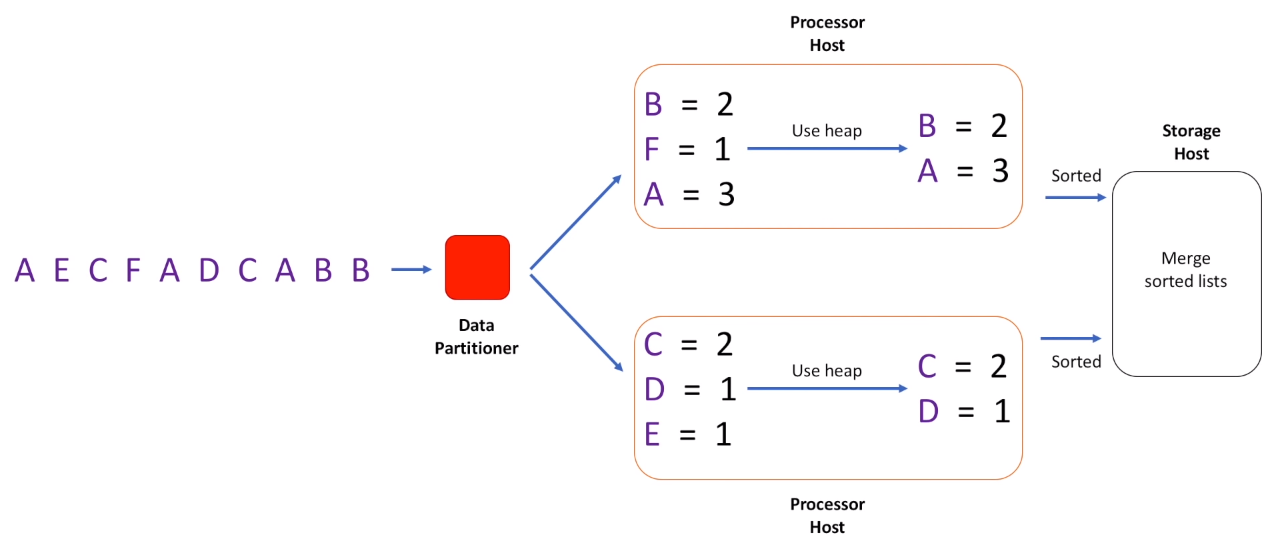 Processor
Host
B = 2
F = 1
A = 3
Use heap
B = 2
A = 3
Sorted
Storage
Host
Merge
sorted lists
A E C F A D C A B B
Data
Partitioner
C = 2
D = 1
E = 1
Use heap
C = 2
D = 1
Sorted
Processor
Host